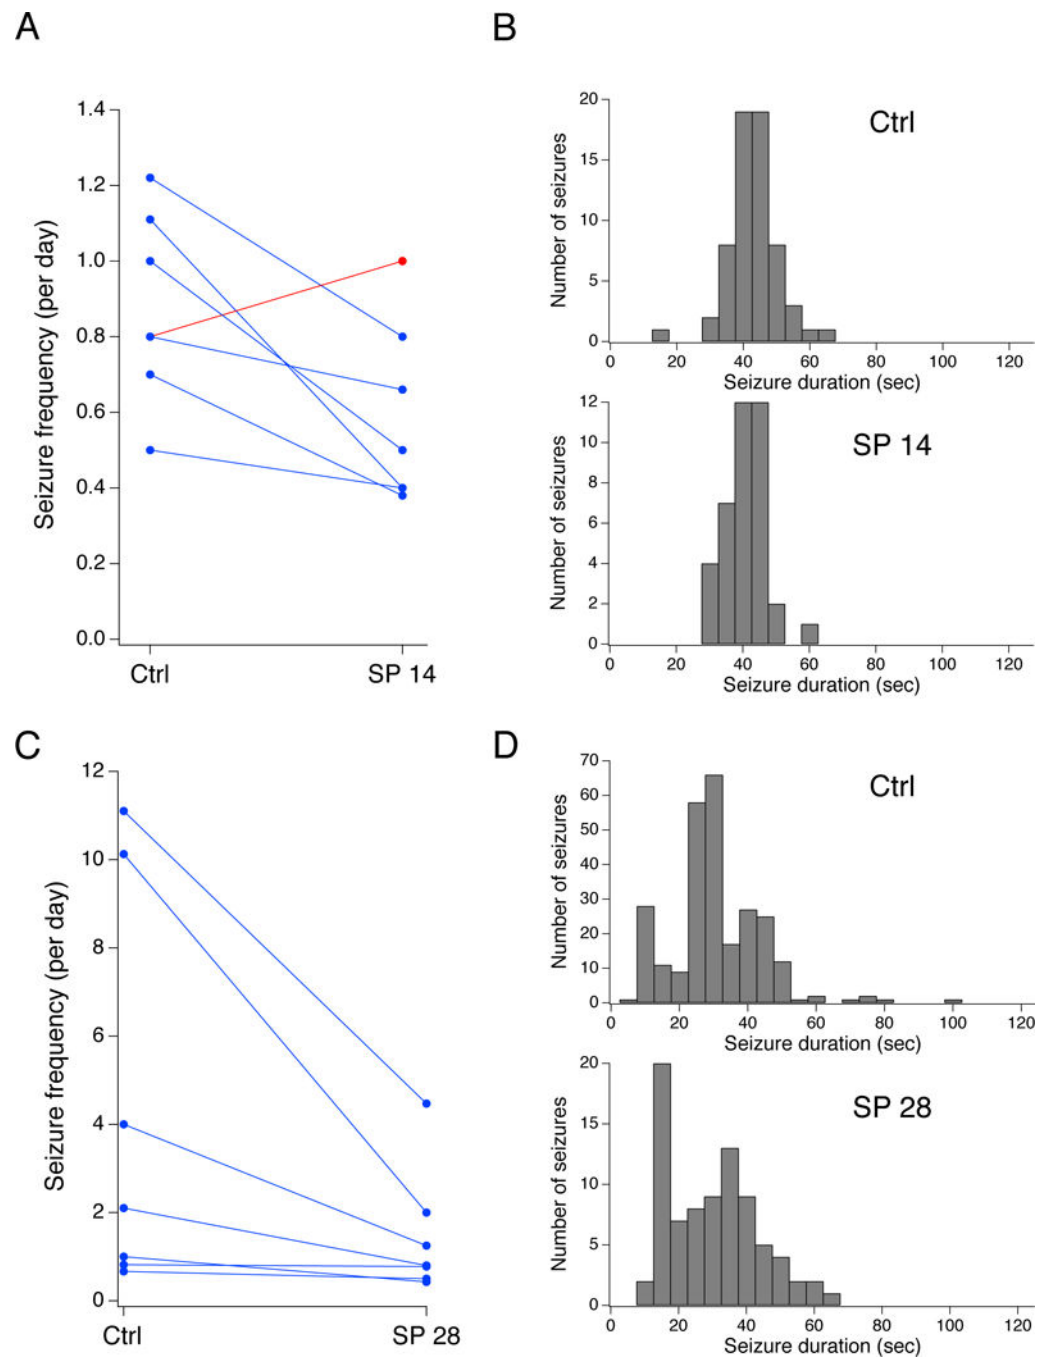 A
Seizure frequency (per day)
1.4
1.2
1.0
0.8
0.6
0.4
0.2
0.0
Ctrl SP 14
B
Number of seizures
20
15
10
5
0
Ctrl
0 20 40 60 80 100 120
Seizure duration (sec)
Number of seizures
12
10
8
6
4
2
0
SP 14
0 20 40 60 80 100 120
Seizure duration (sec)
C
Seizure frequency (per day)
12
10
8
6
4
2
0
Ctrl SP 28
D
Number of seizures
70
60
50
40
30
20
10
0
Ctrl
0 20 40 60 80 100 120
Seizure duration (sec)
Number of seizures
20
15
10
5
0
SP 28
0 20 40 60 80 100 120
Seizure duration (sec)